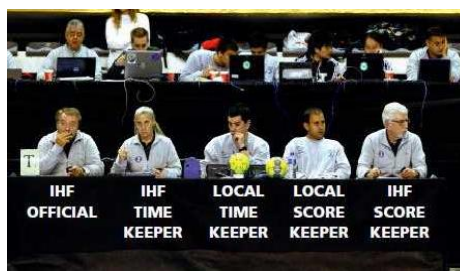 T
IHF OFFICIAL
IHF TIME KEEPER
LOCAL TIME KEEPER
LOCAL SCORE KEEPER
IHF SCORE KEEPER